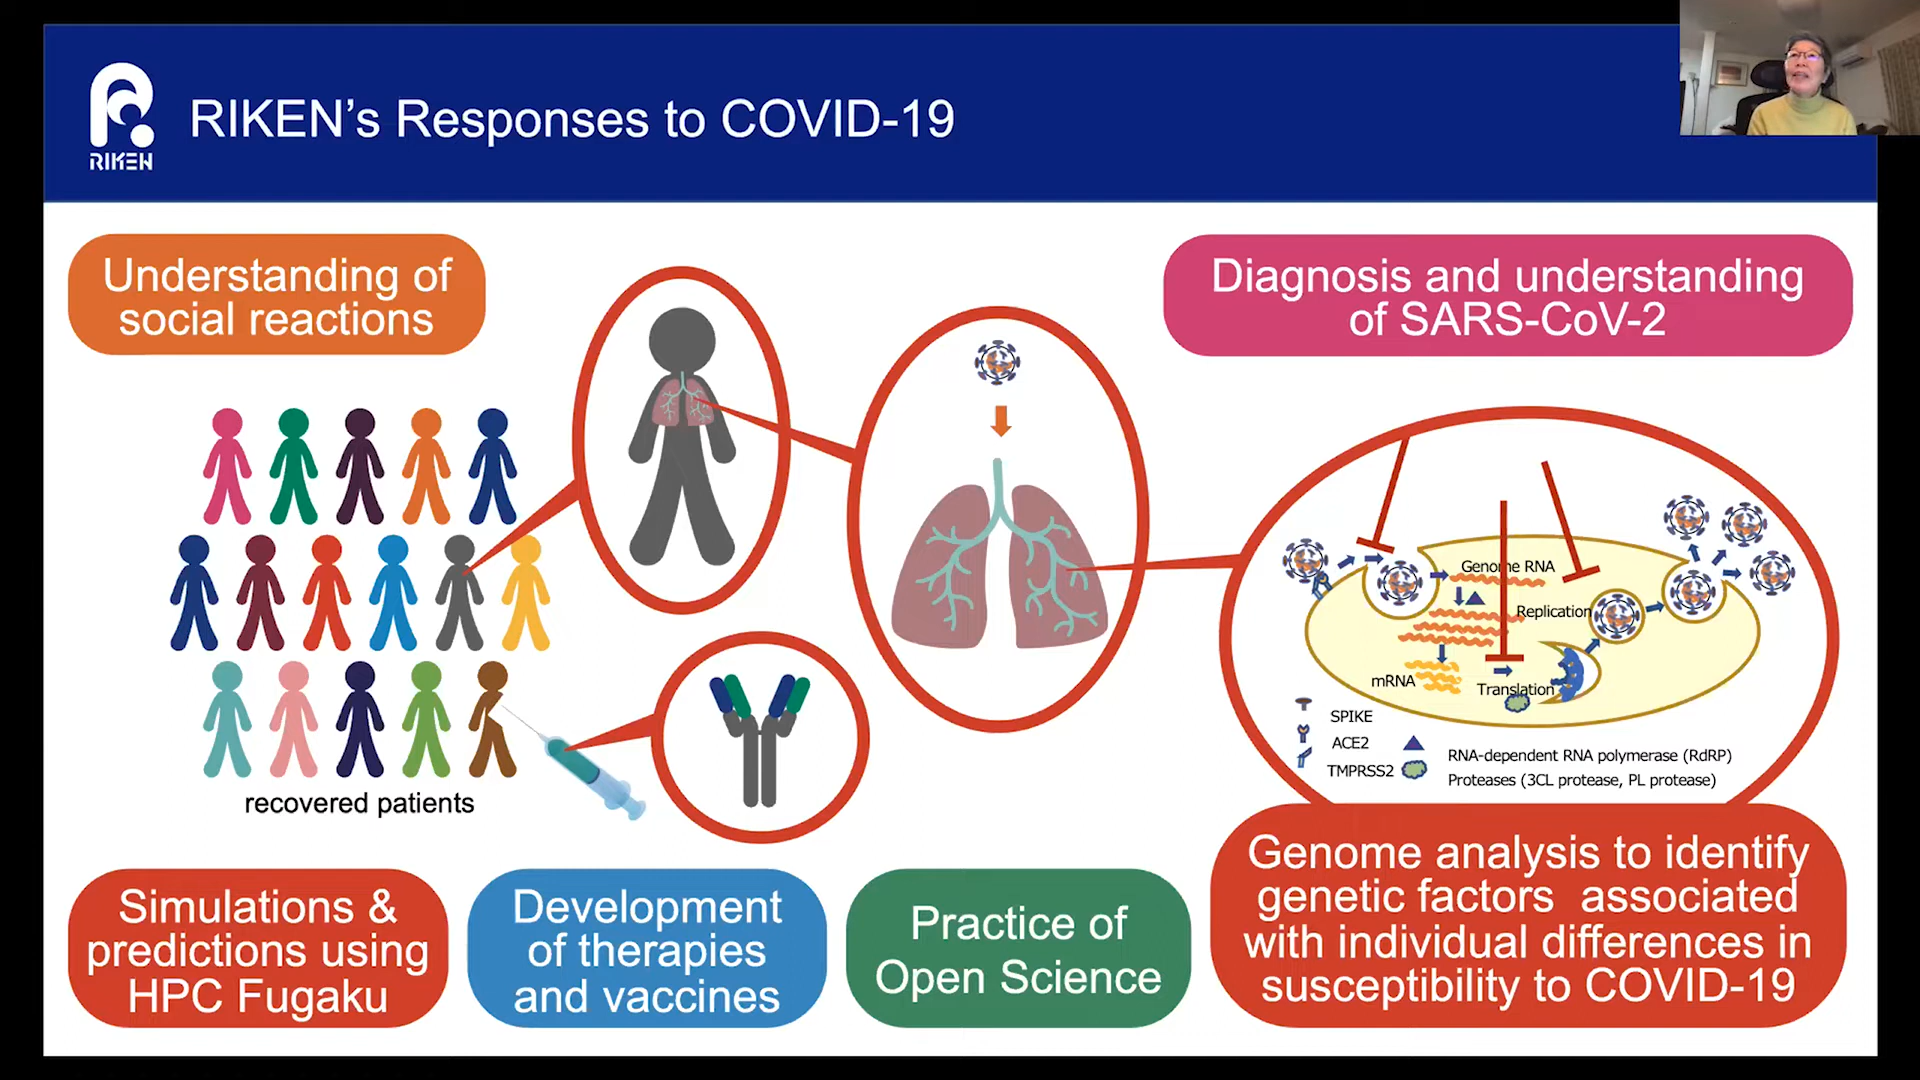 RIKEN
RIKEN’s Responses to COVID-19
Understanding of
social reactions
Diagnosis and understanding
of SARS-CoV-2
Genome RNA
Replication
mRNA
Translation
SPIKE
ACE2
TMPRSS2
RNA-dependent RNA polymerase (RdRP)
Proteases (3CL protease, PL protease)
recovered patients
Simulations &
predictions using
HPC Fugaku
Development
of therapies
and vaccines
Practice of
Open Science
Genome analysis to identify
genetic factors associated
with individual differences in
susceptibility to COVID-19